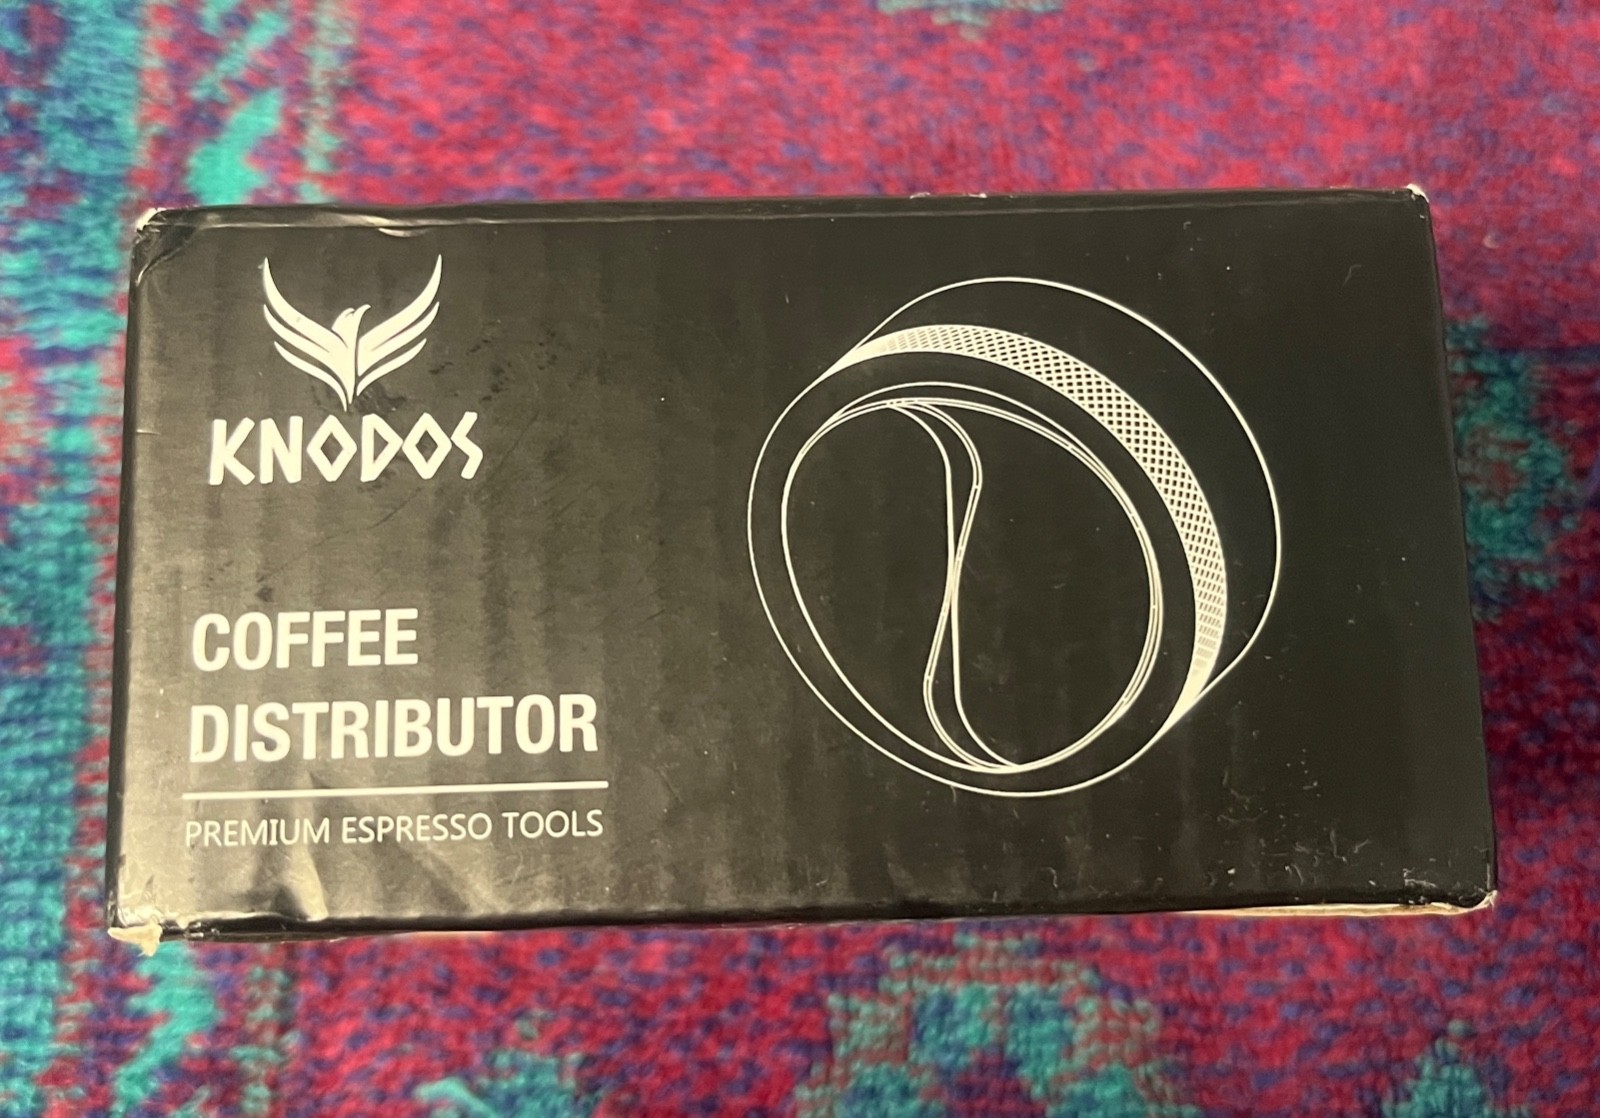 KNODOS
COFFEE
DISTRIBUTOR
PREMIUM ESPRESSO TOOLS